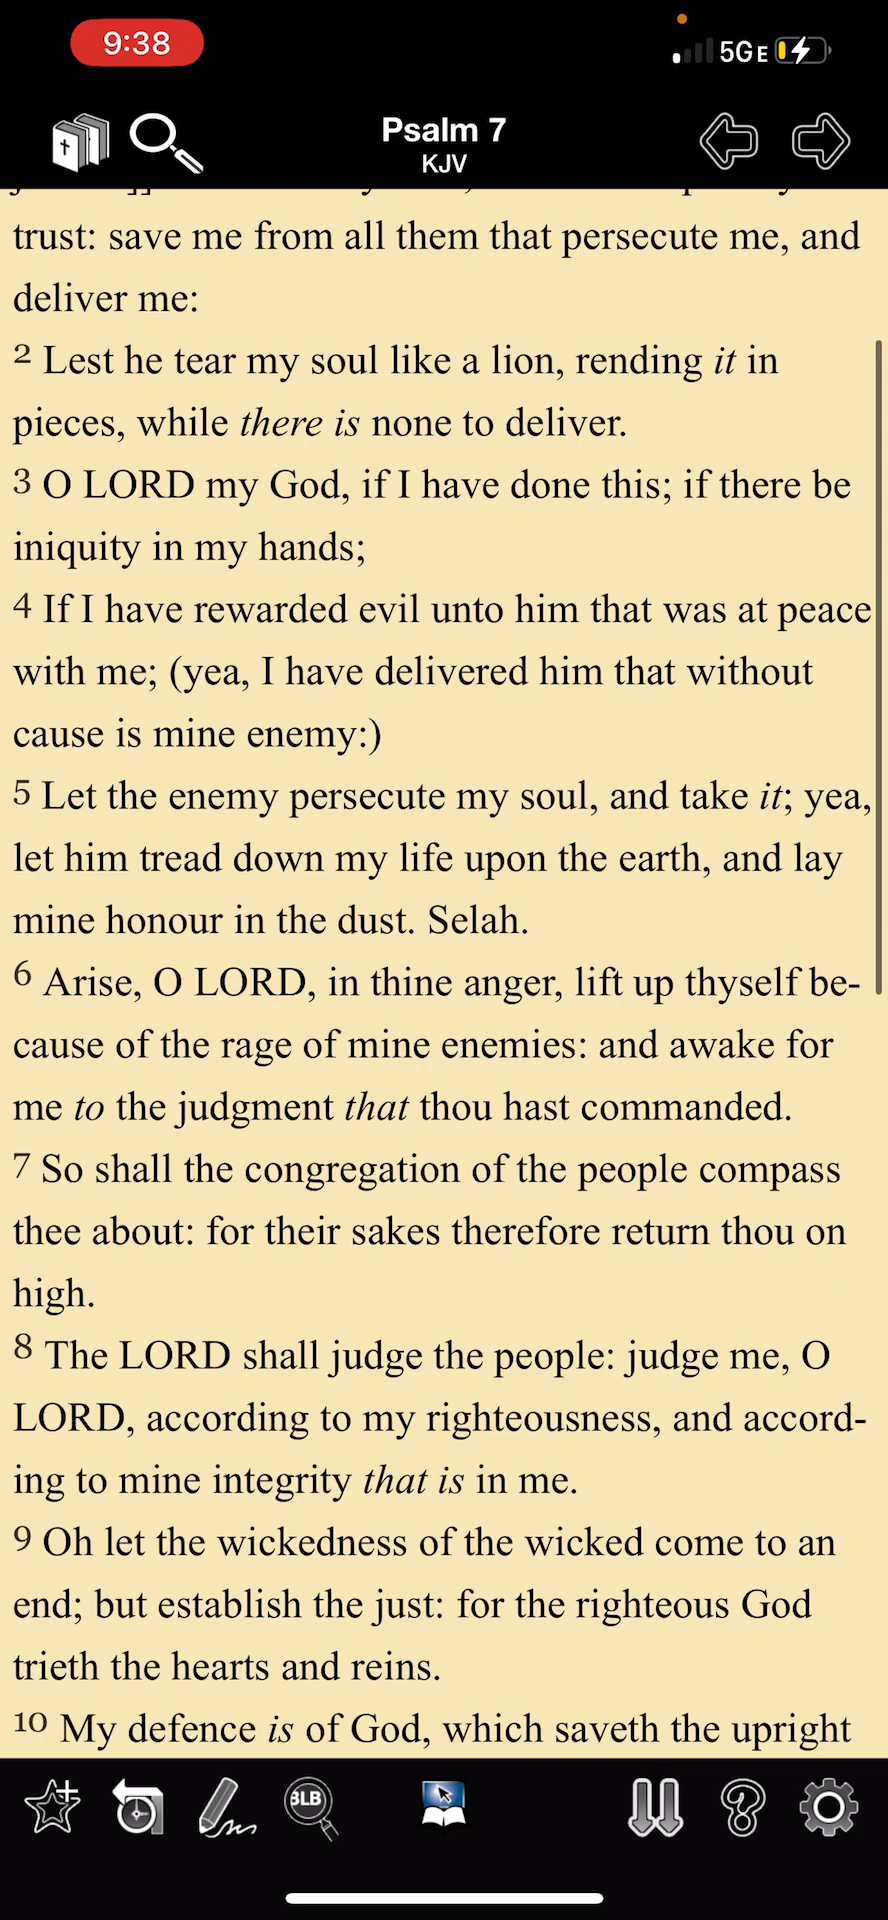 9:38
5GE
Psalm 7
KJV
trust: save me from all them that persecute me, and
deliver me:
2 Lest he tear my soul like a lion, rending it in
pieces, while there is none to deliver.
3 O LORD my God, if I have done this; if there be
iniquity in my hands;
4 If I have rewarded evil unto him that was at peace
with me; (yea, I have delivered him that without
cause is mine enemy:)
5 Let the enemy persecute my soul, and take it; yea,
let him tread down my life upon the earth, and lay
mine honour in the dust. Selah.
6 Arise, O LORD, in thine anger, lift up thyself be-
cause of the rage of mine enemies: and awake for
me to the judgment that thou hast commanded.
7 So shall the congregation of the people compass
thee about: for their sakes therefore return thou on
high.
8 The LORD shall judge the people: judge me, O
LORD, according to my righteousness, and accord-
ing to mine integrity that is in me.
9 Oh let the wickedness of the wicked come to an
end; but establish the just: for the righteous God
trieth the hearts and reins.
10 My defence is of God, which saveth the upright
BLB